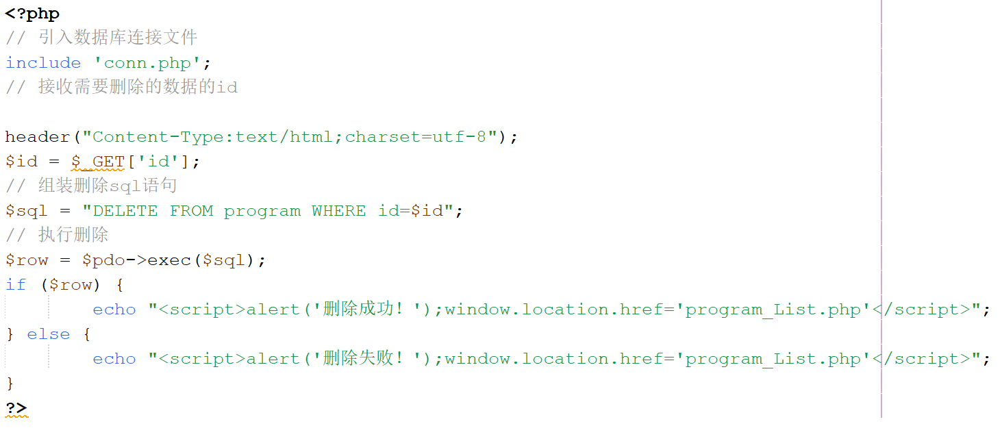 <?php
// 引入数据库连接文件
include 'conn.php';
// 接收需要删除的数据的id
header("Content-Type:text/html;charset=utf-8");
$id = $_GET['id'];
// 组装删除sql语句
$sql = "DELETE FROM program WHERE id=$id";
// 执行删除
$row = $pdo->exec($sql);
if ($row) {
        echo "<script>alert('删除成功！');window.location.href='program_List.php'</script>";
} else {
        echo "<script>alert('删除失败！');window.location.href='program_List.php'</script>";
}
?>